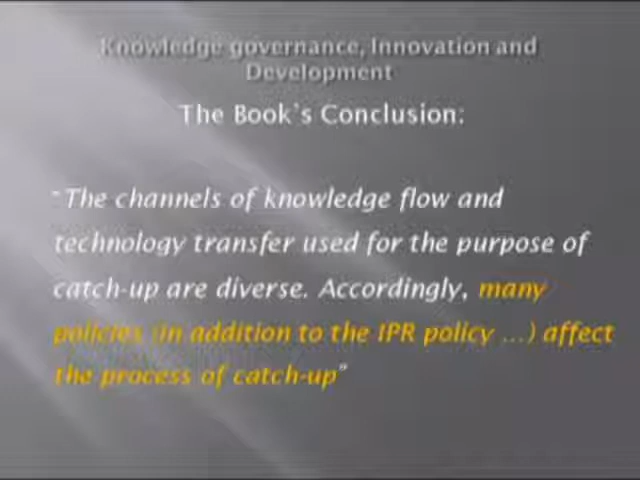 Knowledge governance, Innovation and
Development
The Book's Conclusion:
"The channels of knowledge flow and
technology transfer used for the purpose of
catch-up are diverse. Accordingly, many
policies (in addition to the IPR policy ...) affect
the process of catch-up"